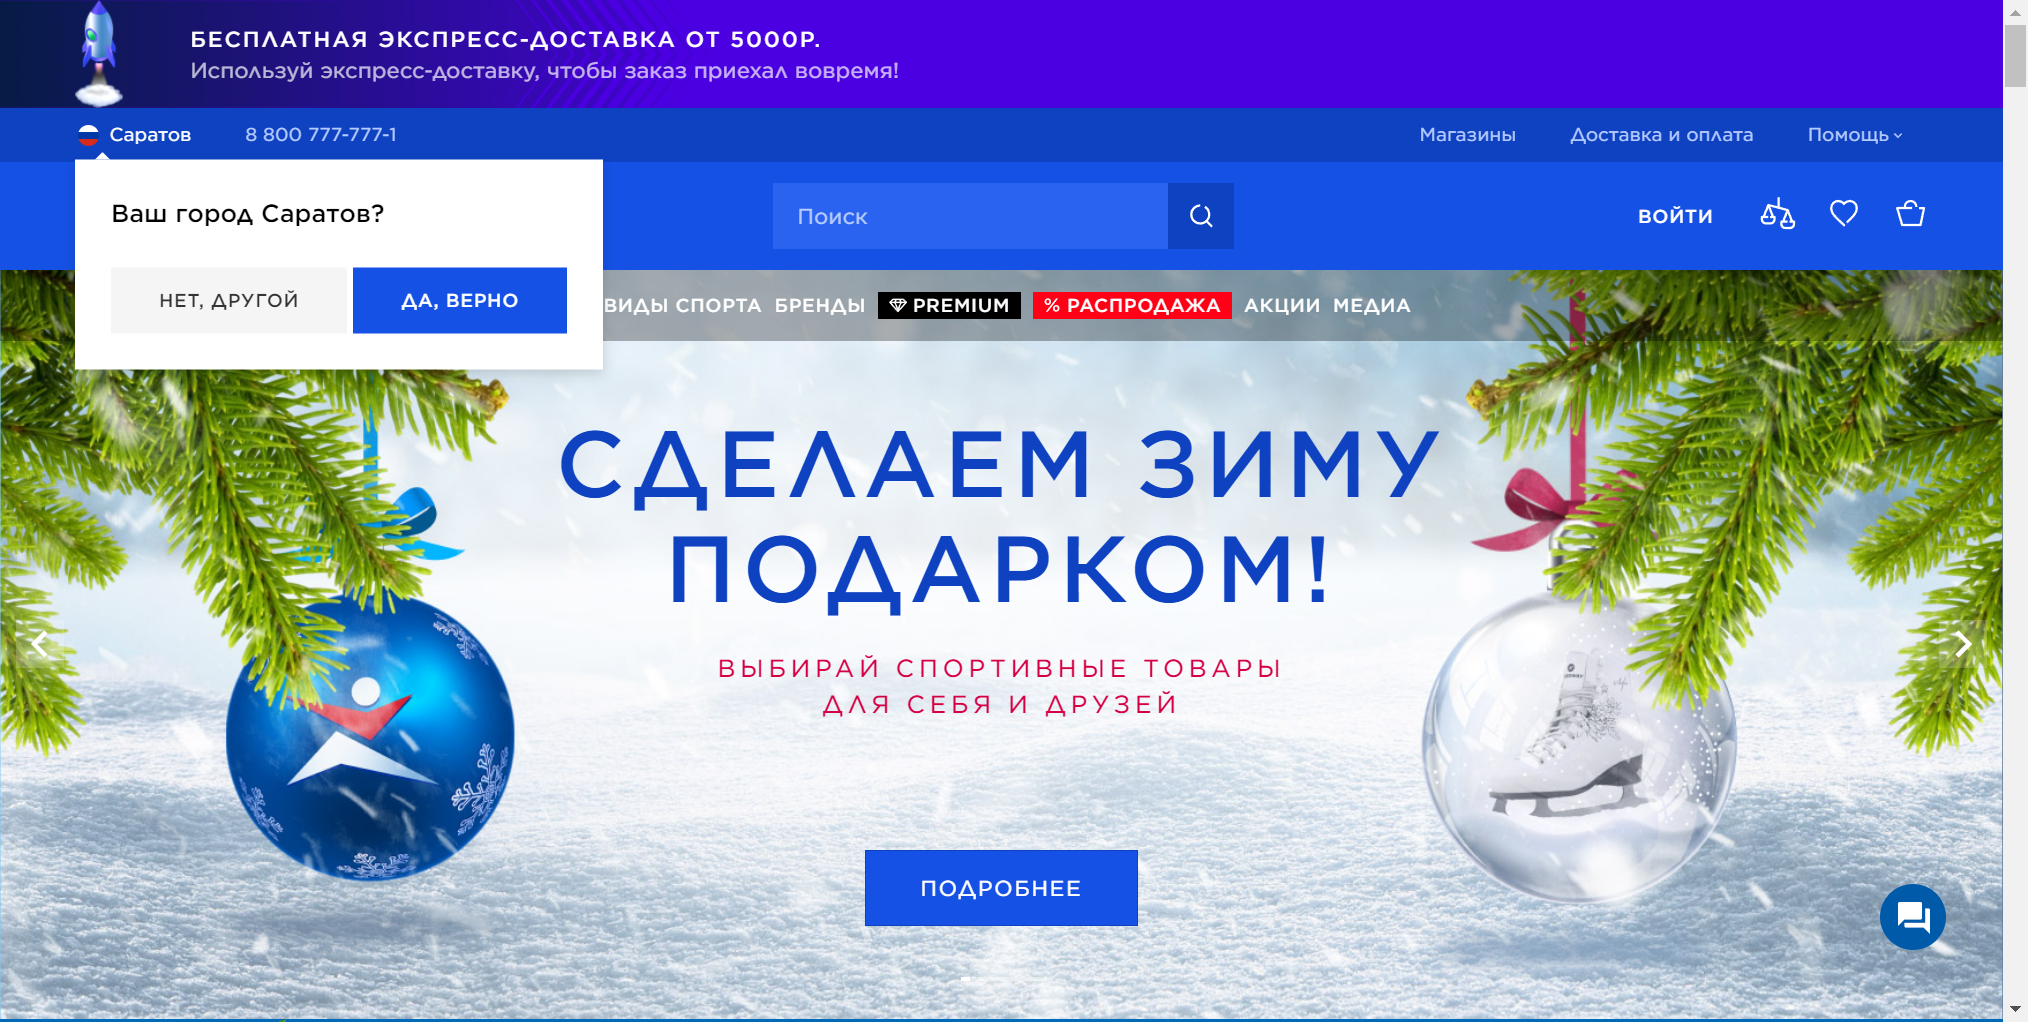 БЕСПЛАТНАЯ ЭКСПРЕСС-ДОСТАВКА ОТ 5000Р.
Используй экспресс-доставку, чтобы заказ приехал вовремя!
Саратов 8 800 777-777-1 Магазины Доставка и оплата Помощь
Ваш город Саратов?
НЕТ, ДРУГОЙ ДА, ВЕРНО
Поиск
ВОЙТИ
ВИДЫ СПОРТА БРЕНДЫ PREMIUM % РАСПРОДАЖА АКЦИИ МЕДИА
СДЕЛАЕМ ЗИМУ
ПОДАРКОМ!
ВЫБИРАЙ СПОРТИВНЫЕ ТОВАРЫ
ДЛЯ СЕБЯ И ДРУЗЕЙ
ПОДРОБНЕЕ